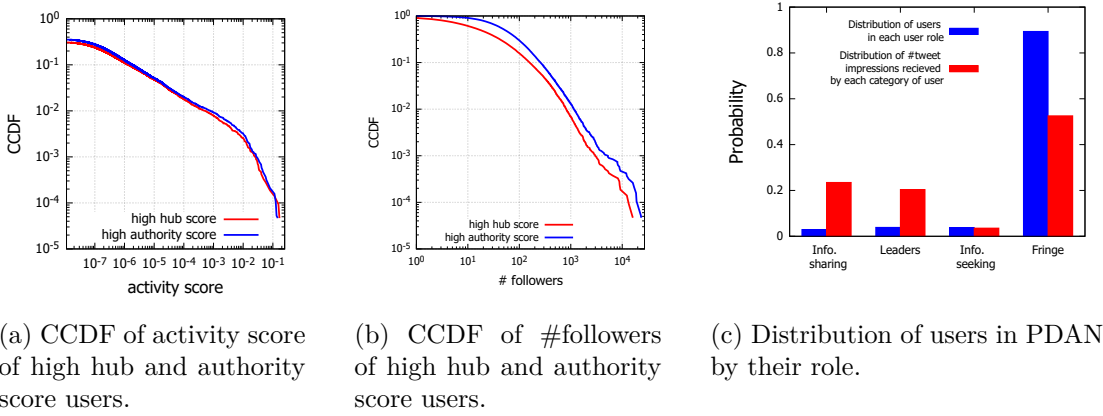 10^0
10^-1
10^-2
10^-3
10^-4
10^-5
CCDF
high hub score
high authority score
10^-7 10^-6 10^-5 10^-4 10^-3 10^-2 10^-1
activity score
10^0
10^-1
10^-2
10^-3
10^-4
10^-5
CCDF
high hub score
high authority score
10^0 10^1 10^2 10^3 10^4
# followers
1
0.8
0.6
0.4
0.2
0
Probability
Distribution of users
in each user role
Distribution of #tweet
impressions recieved
by each category of user
Info.
sharing
Leaders
Info.
seeking
Fringe
(a) CCDF of activity score
of high hub and authority
score users.
(b) CCDF of #followers
of high hub and authority
score users.
(c) Distribution of users in PDAN
by their role.